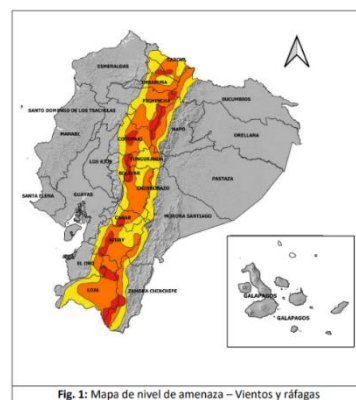 CARCHI
ESMERALDAS
IMBABURA
SUCUMBIOS
PICHINCHA
SANTO DOMINGO DE LOS TSACHILAS
NAPO
ORELLANA
MANABI
COTOPAXI
TUNGURAHUA
LOS RIOS
BOLIVAR
PASTAZA
CHIMBORAZO
SANTA ELENA
GUAYAS
MORONA SANTIAGO
CAÑAR
AZUAY
EL ORO
LOJA
ZAMORA CHINCHIPE
GALAPAGOS
GALAPAGOS
Fig. 1: Mapa de nivel de amenaza – Vientos y ráfagas